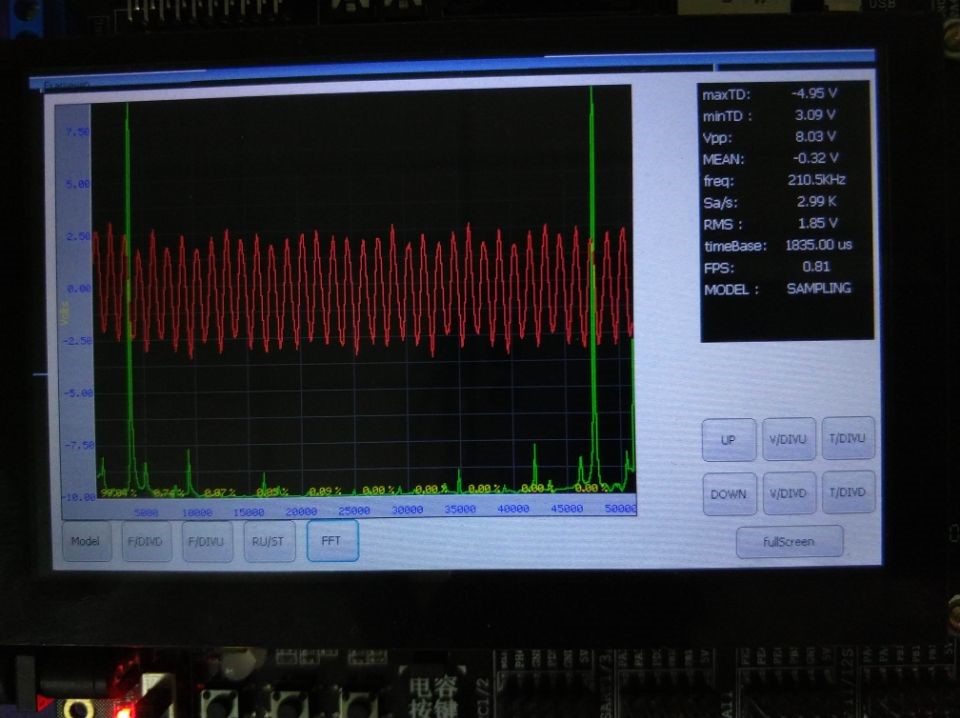 USB
maxTD: -4.95 V
minTD : 3.09 V
Vpp: 8.03 V
MEAN: -0.32 V
freq: 210.5KHz
Sa/s: 2.99 K
RMS : 1.85 V
timeBase: 1835.00 us
FPS: 0.81
MODEL : SAMPLING
7.50
5.00
2.50
0.00
Volts
-2.50
-5.00
-7.50
-10.00
0.74 % 0.07 % 0.05 % 0.09 % 0.00 % 0.00 % 0.00 % 0.00 % 0.00 %
5000 10000 15000 20000 25000 30000 35000 40000 45000 50000
UP V/DIVU T/DIVU
DOWN V/DIVD T/DIVD
Model F/DIVD F/DIVU RU/ST FFT
fullScreen
电容
按键